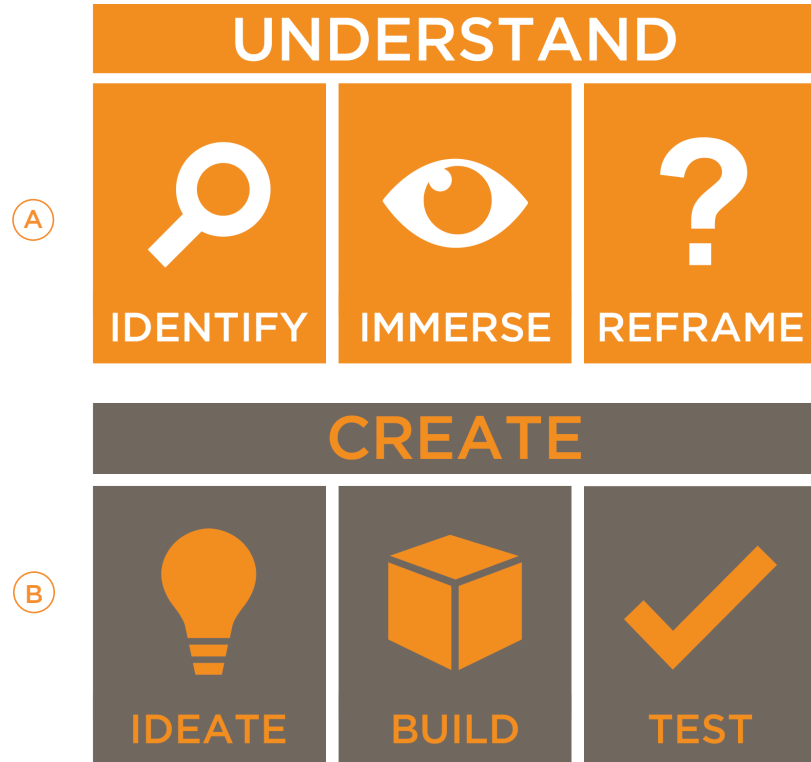 UNDERSTAND
A
?
IDENTIFY IMMERSE REFRAME
CREATE
B
IDEATE BUILD TEST